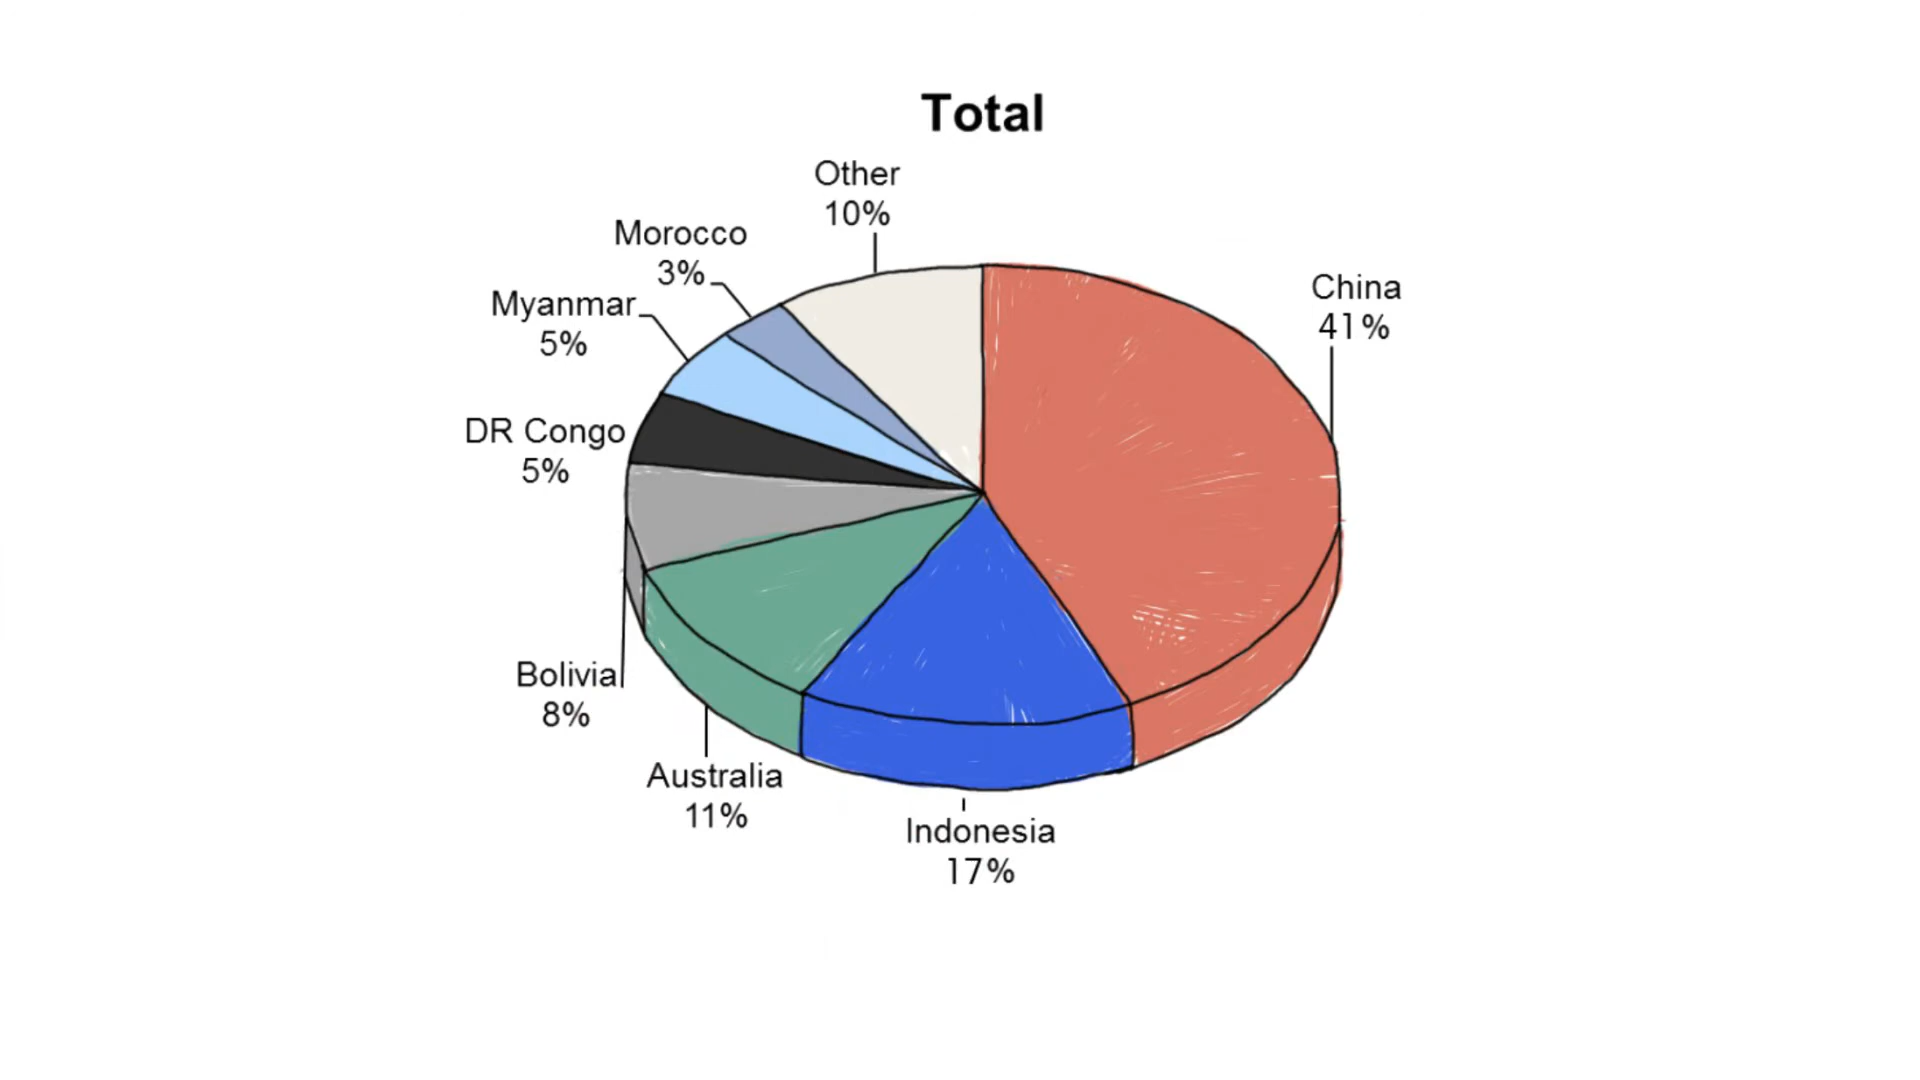 Total
Other
10%
Morocco
3%
Myanmar
5%
China
41%
DR Congo
5%
Bolivia
8%
Australia
11%
Indonesia
17%